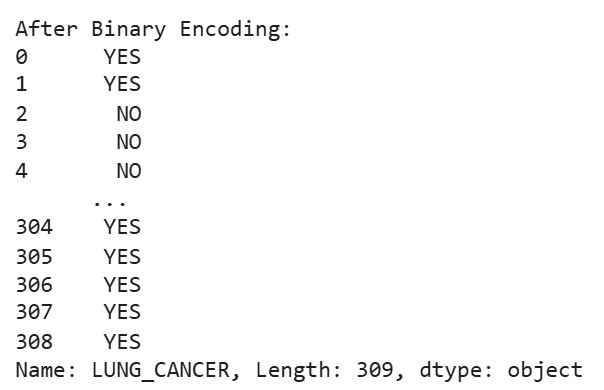 After Binary Encoding:
0      YES
1      YES
2       NO
3       NO
4       NO
      ...
304    YES
305    YES
306    YES
307    YES
308    YES
Name: LUNG_CANCER, Length: 309, dtype: object